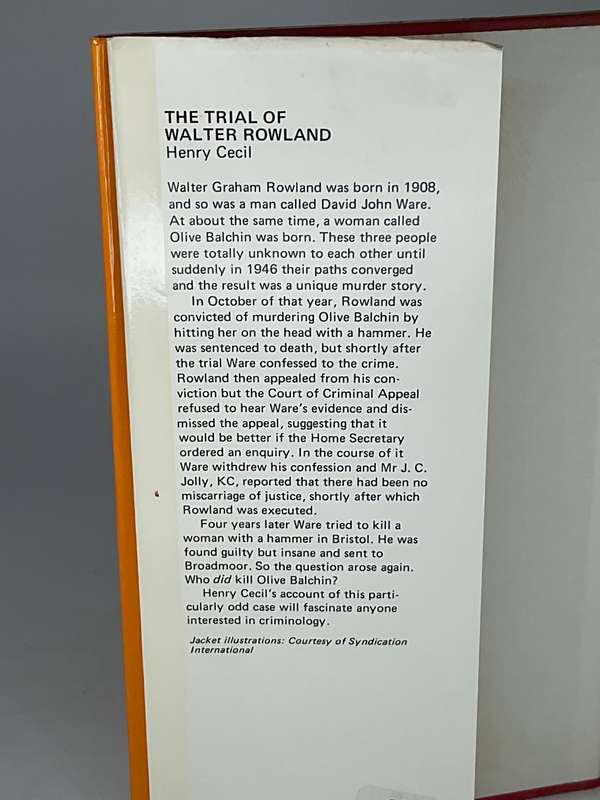 THE TRIAL OF
WALTER ROWLAND
Henry Cecil
Walter Graham Rowland was born in 1908,
and so was a man called David John Ware.
At about the same time, a woman called
Olive Balchin was born. These three people
were totally unknown to each other until
suddenly in 1946 their paths converged
and the result was a unique murder story.
In October of that year, Rowland was
convicted of murdering Olive Balchin by
hitting her on the head with a hammer. He
was sentenced to death, but shortly after
the trial Ware confessed to the crime.
Rowland then appealed from his con-
viction but the Court of Criminal Appeal
refused to hear Ware's evidence and dis-
missed the appeal, suggesting that it
would be better if the Home Secretary
ordered an enquiry. In the course of it
Ware withdrew his confession and Mr J. C.
Jolly, KC, reported that there had been no
miscarriage of justice, shortly after which
Rowland was executed.
Four years later Ware tried to kill a
woman with a hammer in Bristol. He was
found guilty but insane and sent to
Broadmoor. So the question arose again.
Who did kill Olive Balchin?
Henry Cecil's account of this parti-
cularly odd case will fascinate anyone
interested in criminology.
Jacket illustrations: Courtesy of Syndication
International